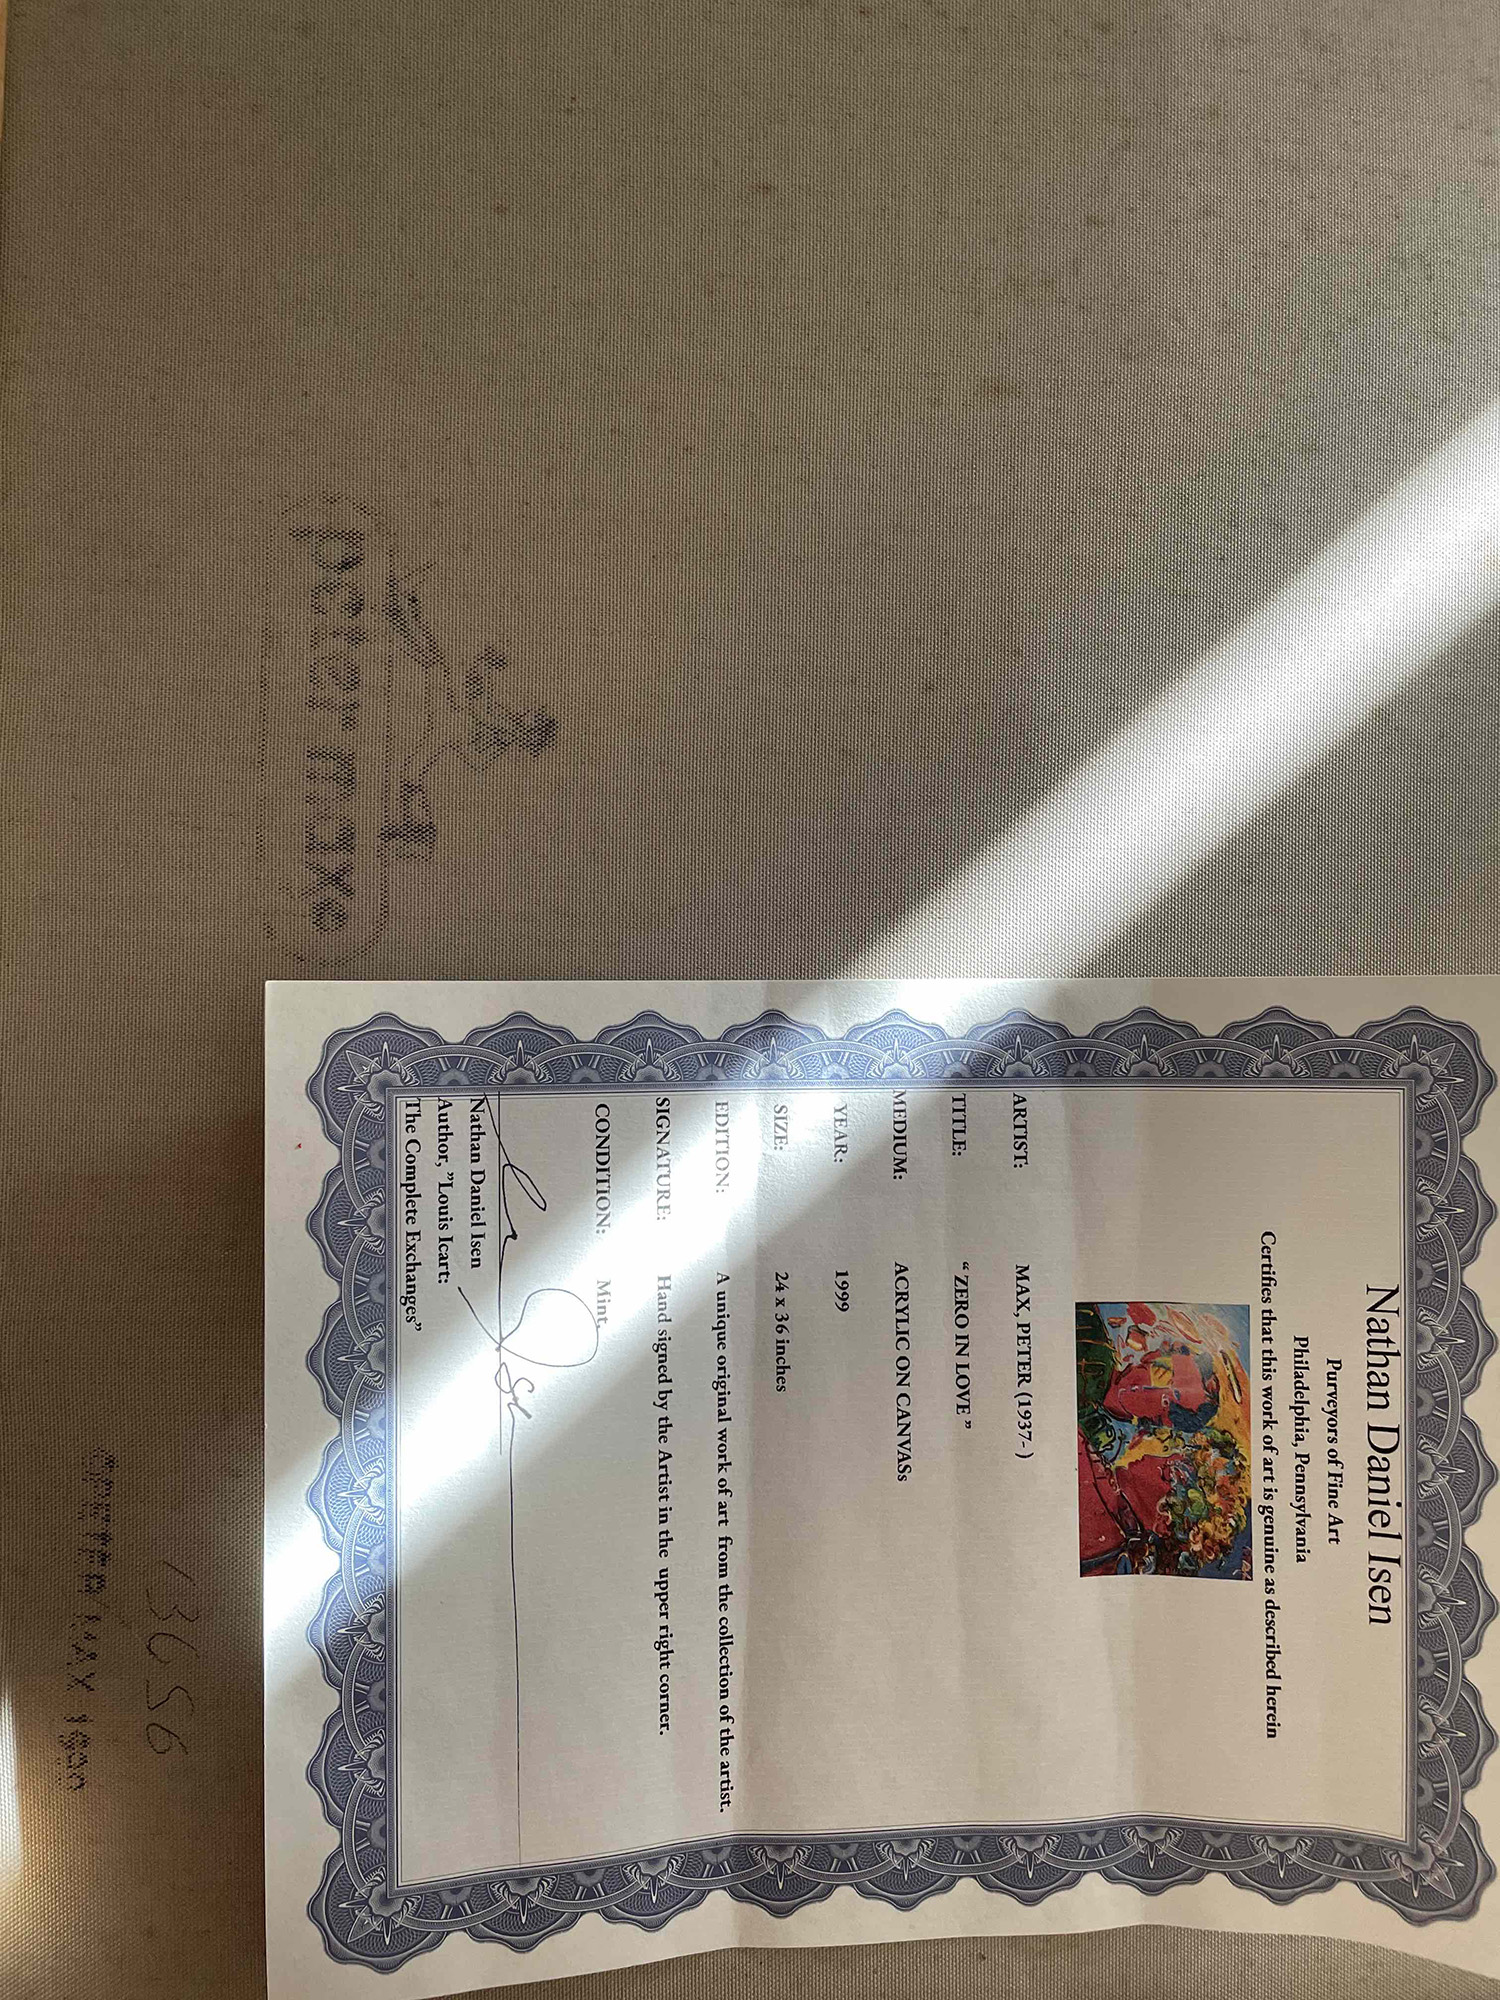 Nathan Daniel Isen
Purveyors of Fine Art
Philadelphia, Pennsylvania
Certifies that this work of art is genuine as described herein
ARTIST: MAX, PETER (1937- )
TITLE: “ ZERO IN LOVE ”
MEDIUM: ACRYLIC ON CANVASs
YEAR: 1999
SIZE: 24 x 36 inches
EDITION: A unique original work of art from the collection of the artist.
SIGNATURE: Hand signed by the Artist in the upper right corner.
CONDITION: Mint.
Nathan Daniel Isen
Author, ”Louis Icart:
The Complete Exchanges”
peter max
13656
©PETER MAX